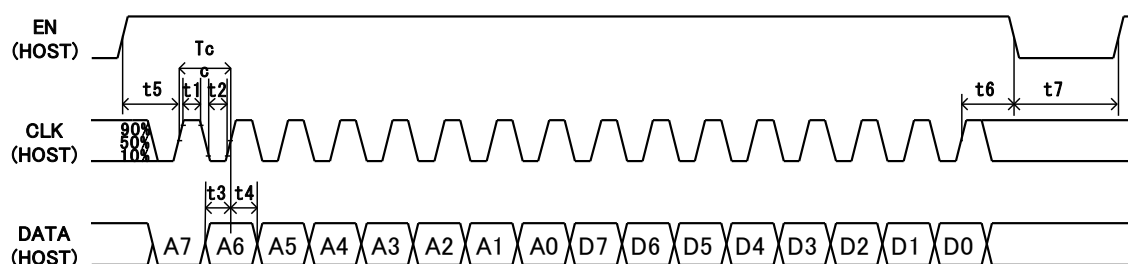 EN
(HOST)
Tc
c
t5
t1
t2
t6
t7
CLK
(HOST)
90%
50%
10%
t3
t4
DATA
(HOST)
A7 A6 A5 A4 A3 A2 A1 A0 D7 D6 D5 D4 D3 D2 D1 D0